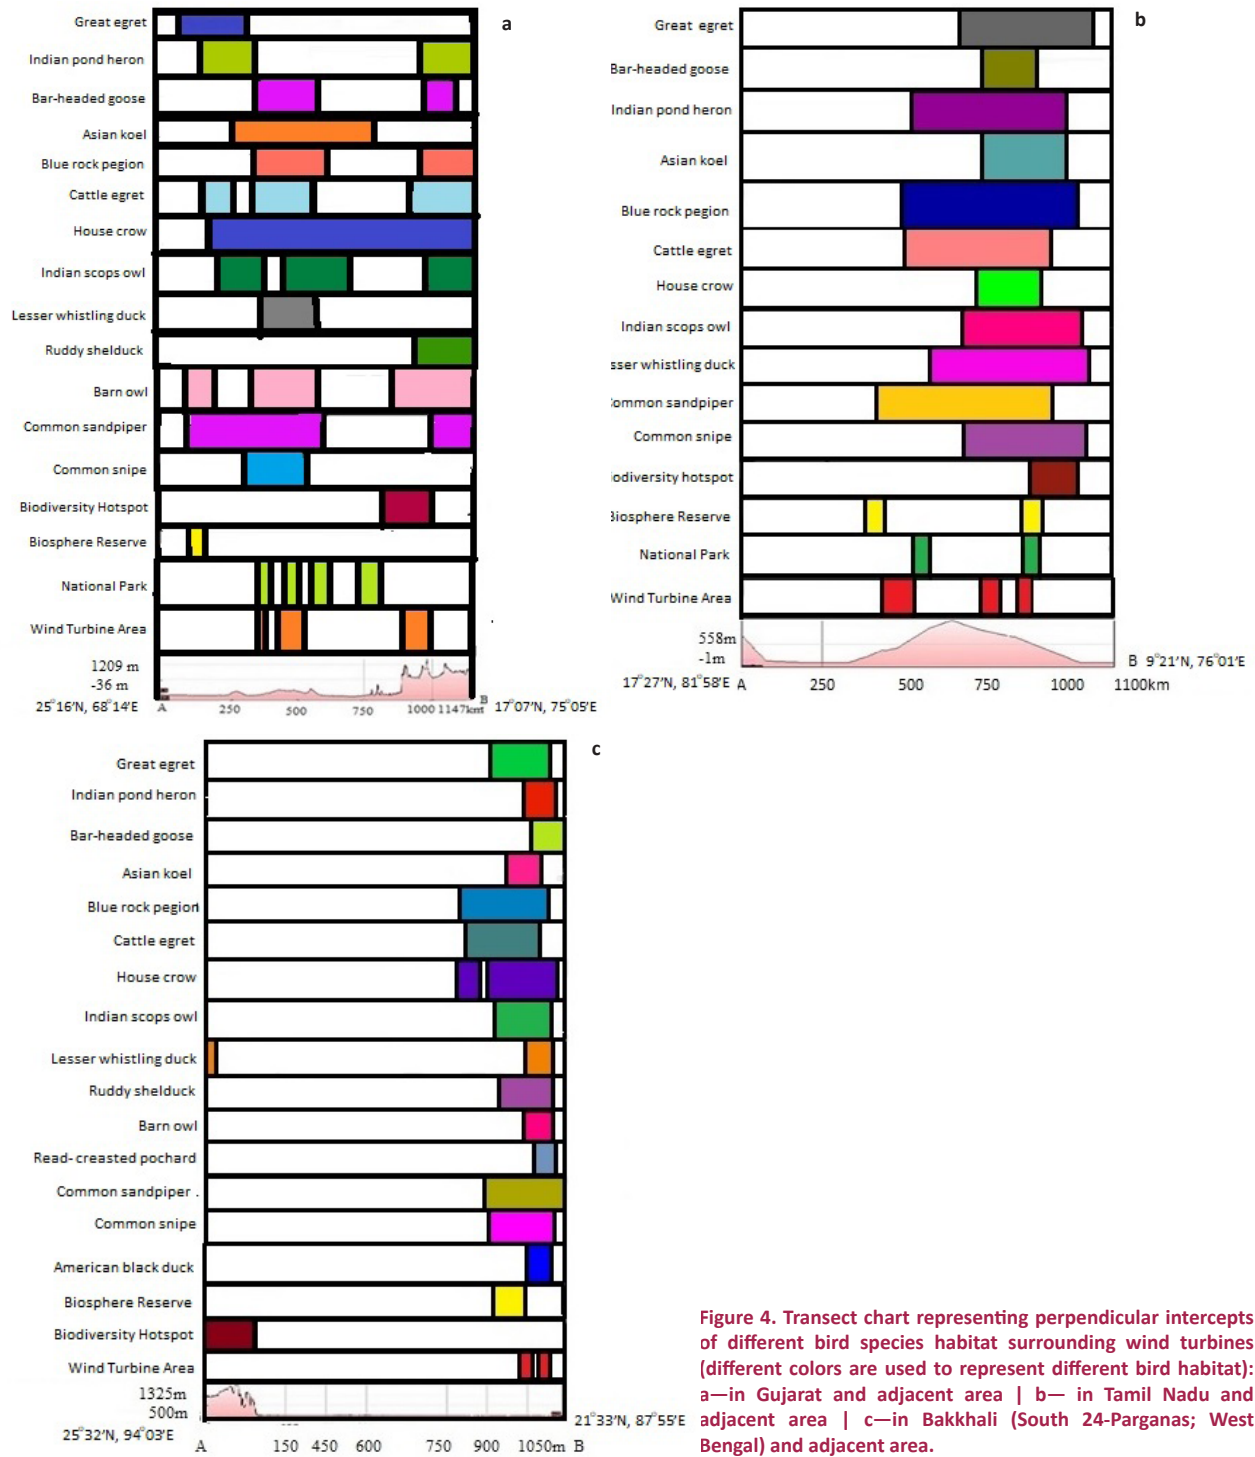 a
Great egret
Indian pond heron
Bar-headed goose
Asian koel
Blue rock pegion
Cattle egret
House crow
Indian scops owl
Lesser whistling duck
Ruddy shelduck
Barn owl
Common sandpiper
Common snipe
Biodiversity Hotspot
Biosphere Reserve
National Park
Wind Turbine Area
1209 m
-36 m
25°16′N, 68°14′E
A 250 500 750 1000 1147km B
17°07′N, 75°05′E
b
Great egret
Bar-headed goose
Indian pond heron
Asian koel
Blue rock pegion
Cattle egret
House crow
Indian scops owl
sser whistling duck
ommon sandpiper
Common snipe
iodiversity hotspot
Biosphere Reserve
National Park
Wind Turbine Area
558m
-1m
17°27′N, 81°58′E
A 250 500 750 1000 1100km
B 9°21′N, 76°01′E
c
Great egret
Indian pond heron
Bar-headed goose
Asian koel
Blue rock pegion
Cattle egret
House crow
Indian scops owl
Lesser whistling duck
Ruddy shelduck
Barn owl
Read- creasted pochard
Common sandpiper .
Common snipe
American black duck
Biosphere Reserve
Biodiversity Hotspot
Wind Turbine Area
1325m
500m
25°32′N, 94°03′E
A 150 450 600 750 900 1050m B
21°33′N, 87°55′E
Figure 4. Transect chart representing perpendicular intercepts
of different bird species habitat surrounding wind turbines
(different colors are used to represent different bird habitat):
a—in Gujarat and adjacent area | b— in Tamil Nadu and
adjacent area | c—in Bakkhali (South 24-Parganas; West
Bengal) and adjacent area.